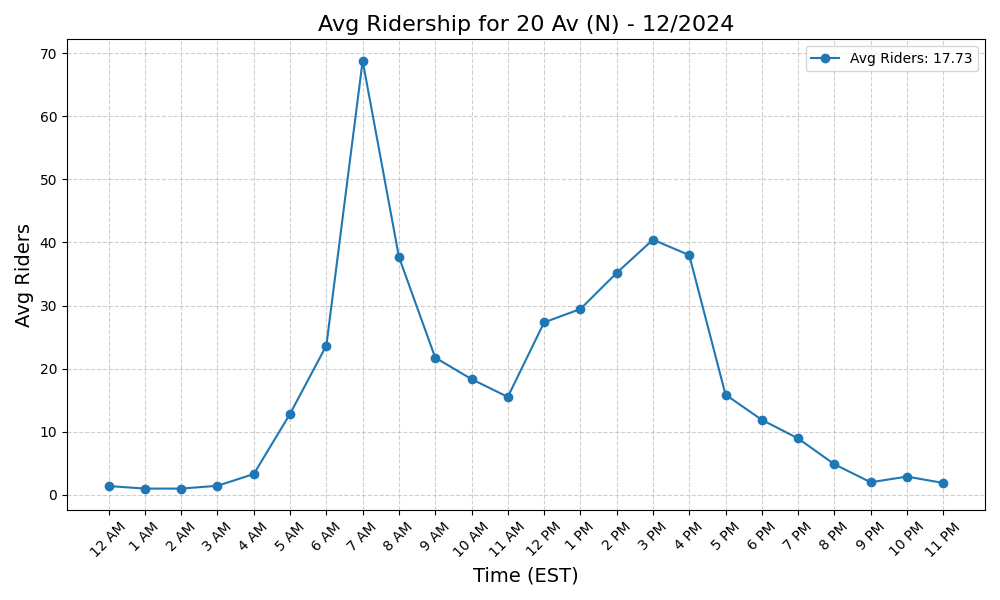 Avg Ridership for 20 Av (N) - 12/2024
Avg Riders: 17.73
Avg Riders
70
60
50
40
30
20
10
0
12 AM
1 AM
2 AM
3 AM
4 AM
5 AM
6 AM
7 AM
8 AM
9 AM
10 AM
11 AM
12 PM
1 PM
2 PM
3 PM
4 PM
5 PM
6 PM
7 PM
8 PM
9 PM
10 PM
11 PM
Time (EST)